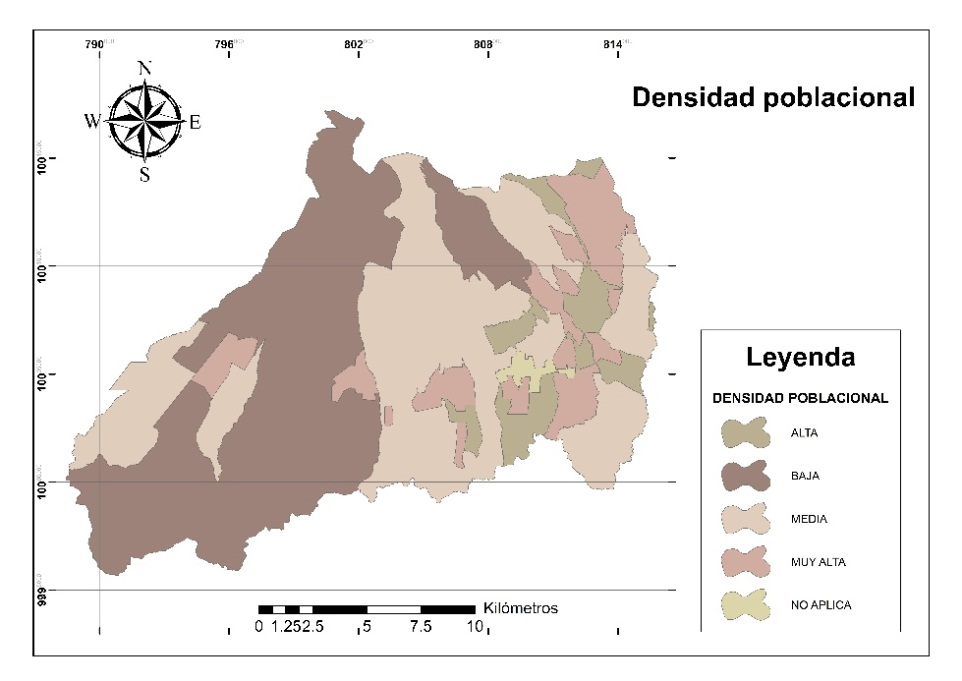 790 796 802 808 814
N
W E
S
Densidad poblacional
100
100
100
100
999
Leyenda
DENSIDAD POBLACIONAL
ALTA
BAJA
MEDIA
MUY ALTA
NO APLICA
Kilómetros
0 1.252.5 5 7.5 10